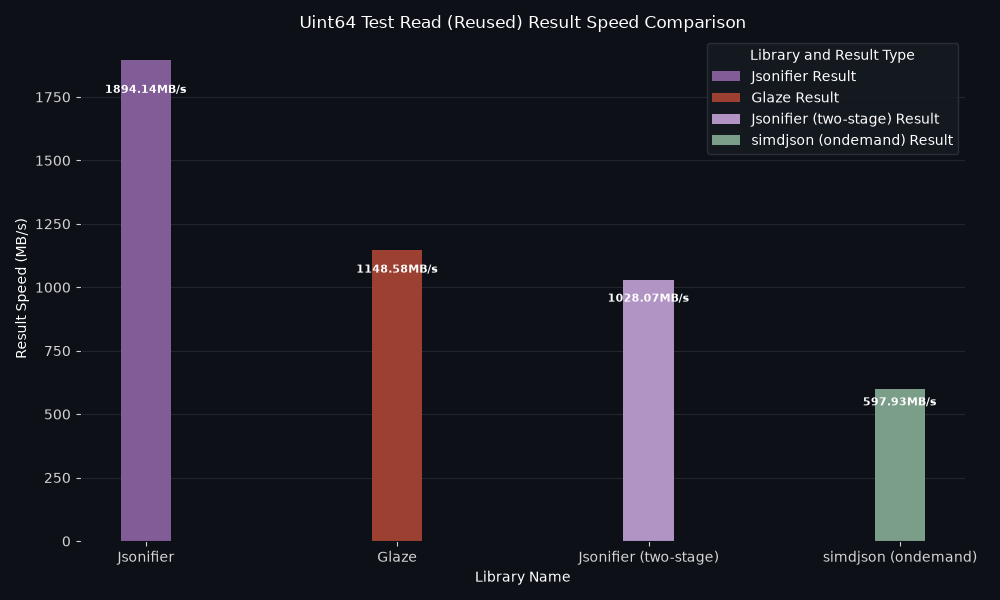 Uint64 Test Read (Reused) Result Speed Comparison
Library and Result Type
Jsonifier Result
Glaze Result
Jsonifier (two-stage) Result
simdjson (ondemand) Result
Result Speed (MB/s)
1750
1500
1250
1000
750
500
250
0
1894.14MB/s
1148.58MB/s
1028.07MB/s
597.93MB/s
Jsonifier
Glaze
Jsonifier (two-stage)
simdjson (ondemand)
Library Name